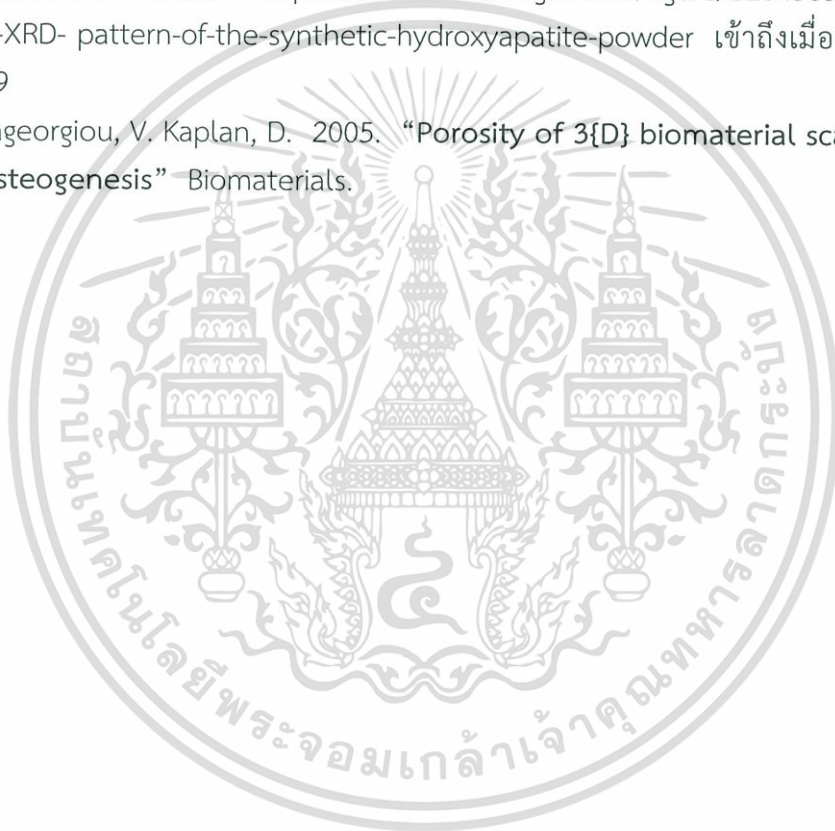 -XRD- pattern-of-the-synthetic-hydroxyapatite-powder เข้าถึงเมื่อ
9
georgiou, V. Kaplan, D. 2005. “Porosity of 3{D} biomaterial sca
steogenesis” Biomaterials.
สถาบันเทคโนโลยีพระจอมเกล้าเจ้าคุณทหารลาดกระบัง